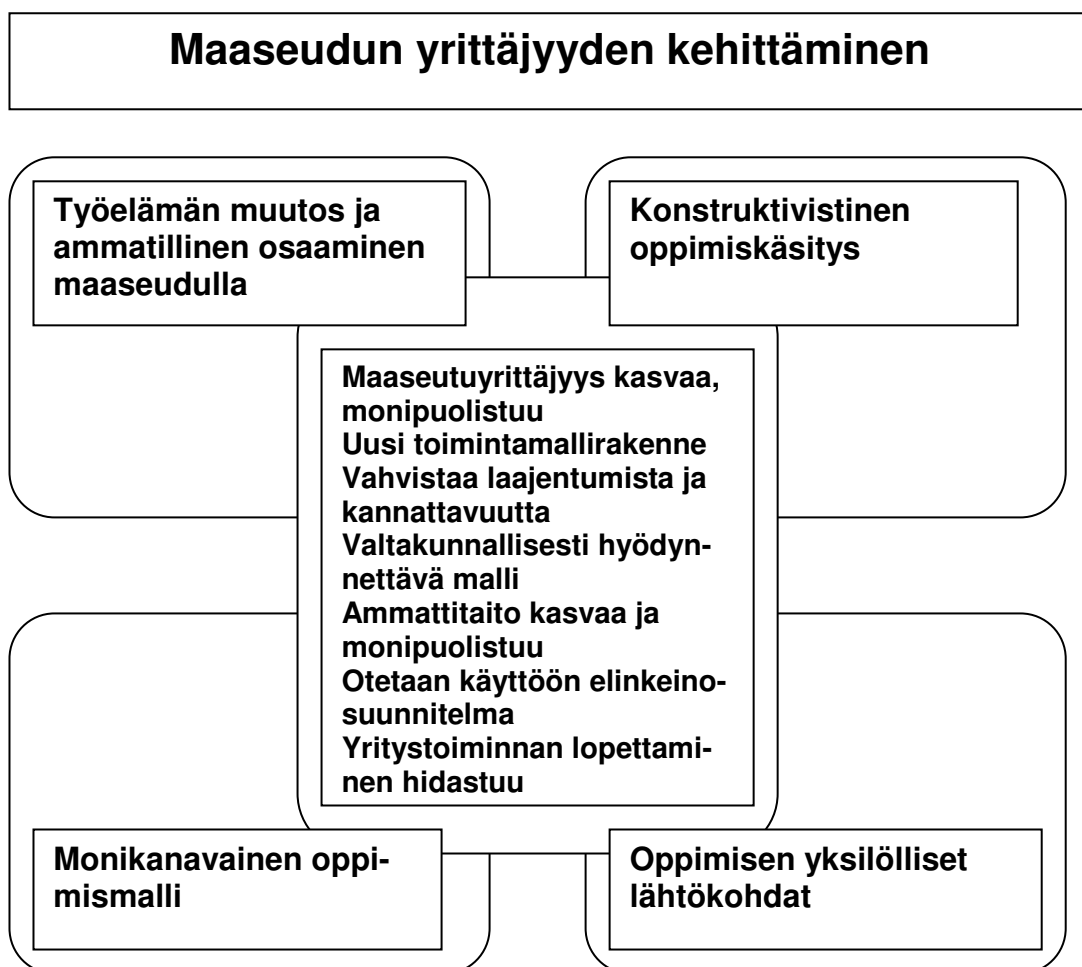 Maaseudun yrittäjyyden kehittäminen
Työelämän muutos ja
ammatillinen osaaminen
maaseudulla
Konstruktivistinen
oppimiskäsitys
Maaseutuyrittäjyys kasvaa,
monipuolistuu
Uusi toimintamallirakenne
Vahvistaa laajentumista ja
kannattavuutta
Valtakunnallisesti hyödyn-
nettävä malli
Ammattitaito kasvaa ja
monipuolistuu
Otetaan käyttöön elinkeino-
suunnitelma
Yritystoiminnan lopettami-
nen hidastuu
Monikanavainen oppi-
mismalli
Oppimisen yksilölliset
lähtökohdat